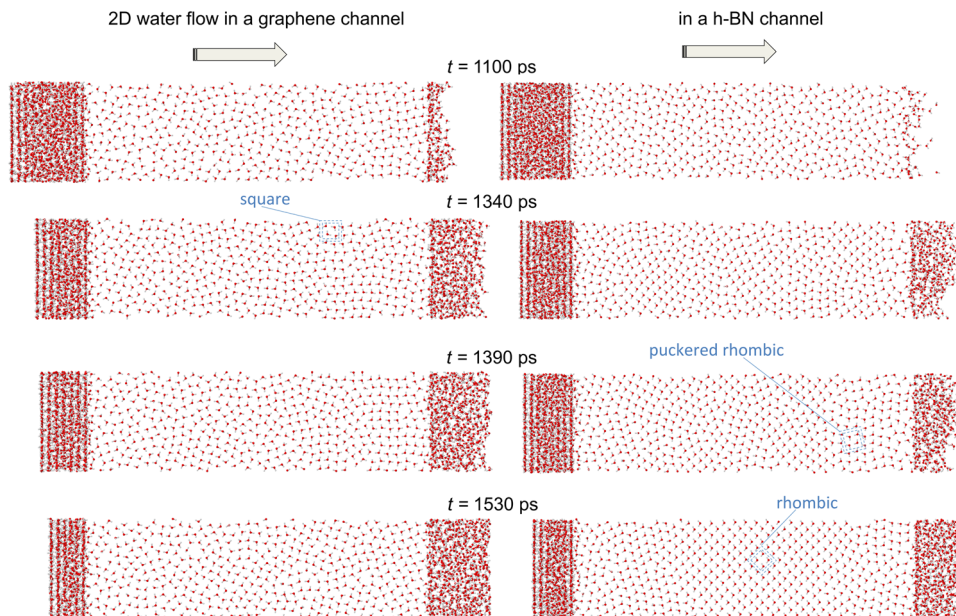 2D water flow in a graphene channel
in a h-BN channel
t = 1100 ps
square
t = 1340 ps
t = 1390 ps
puckered rhombic
t = 1530 ps
rhombic